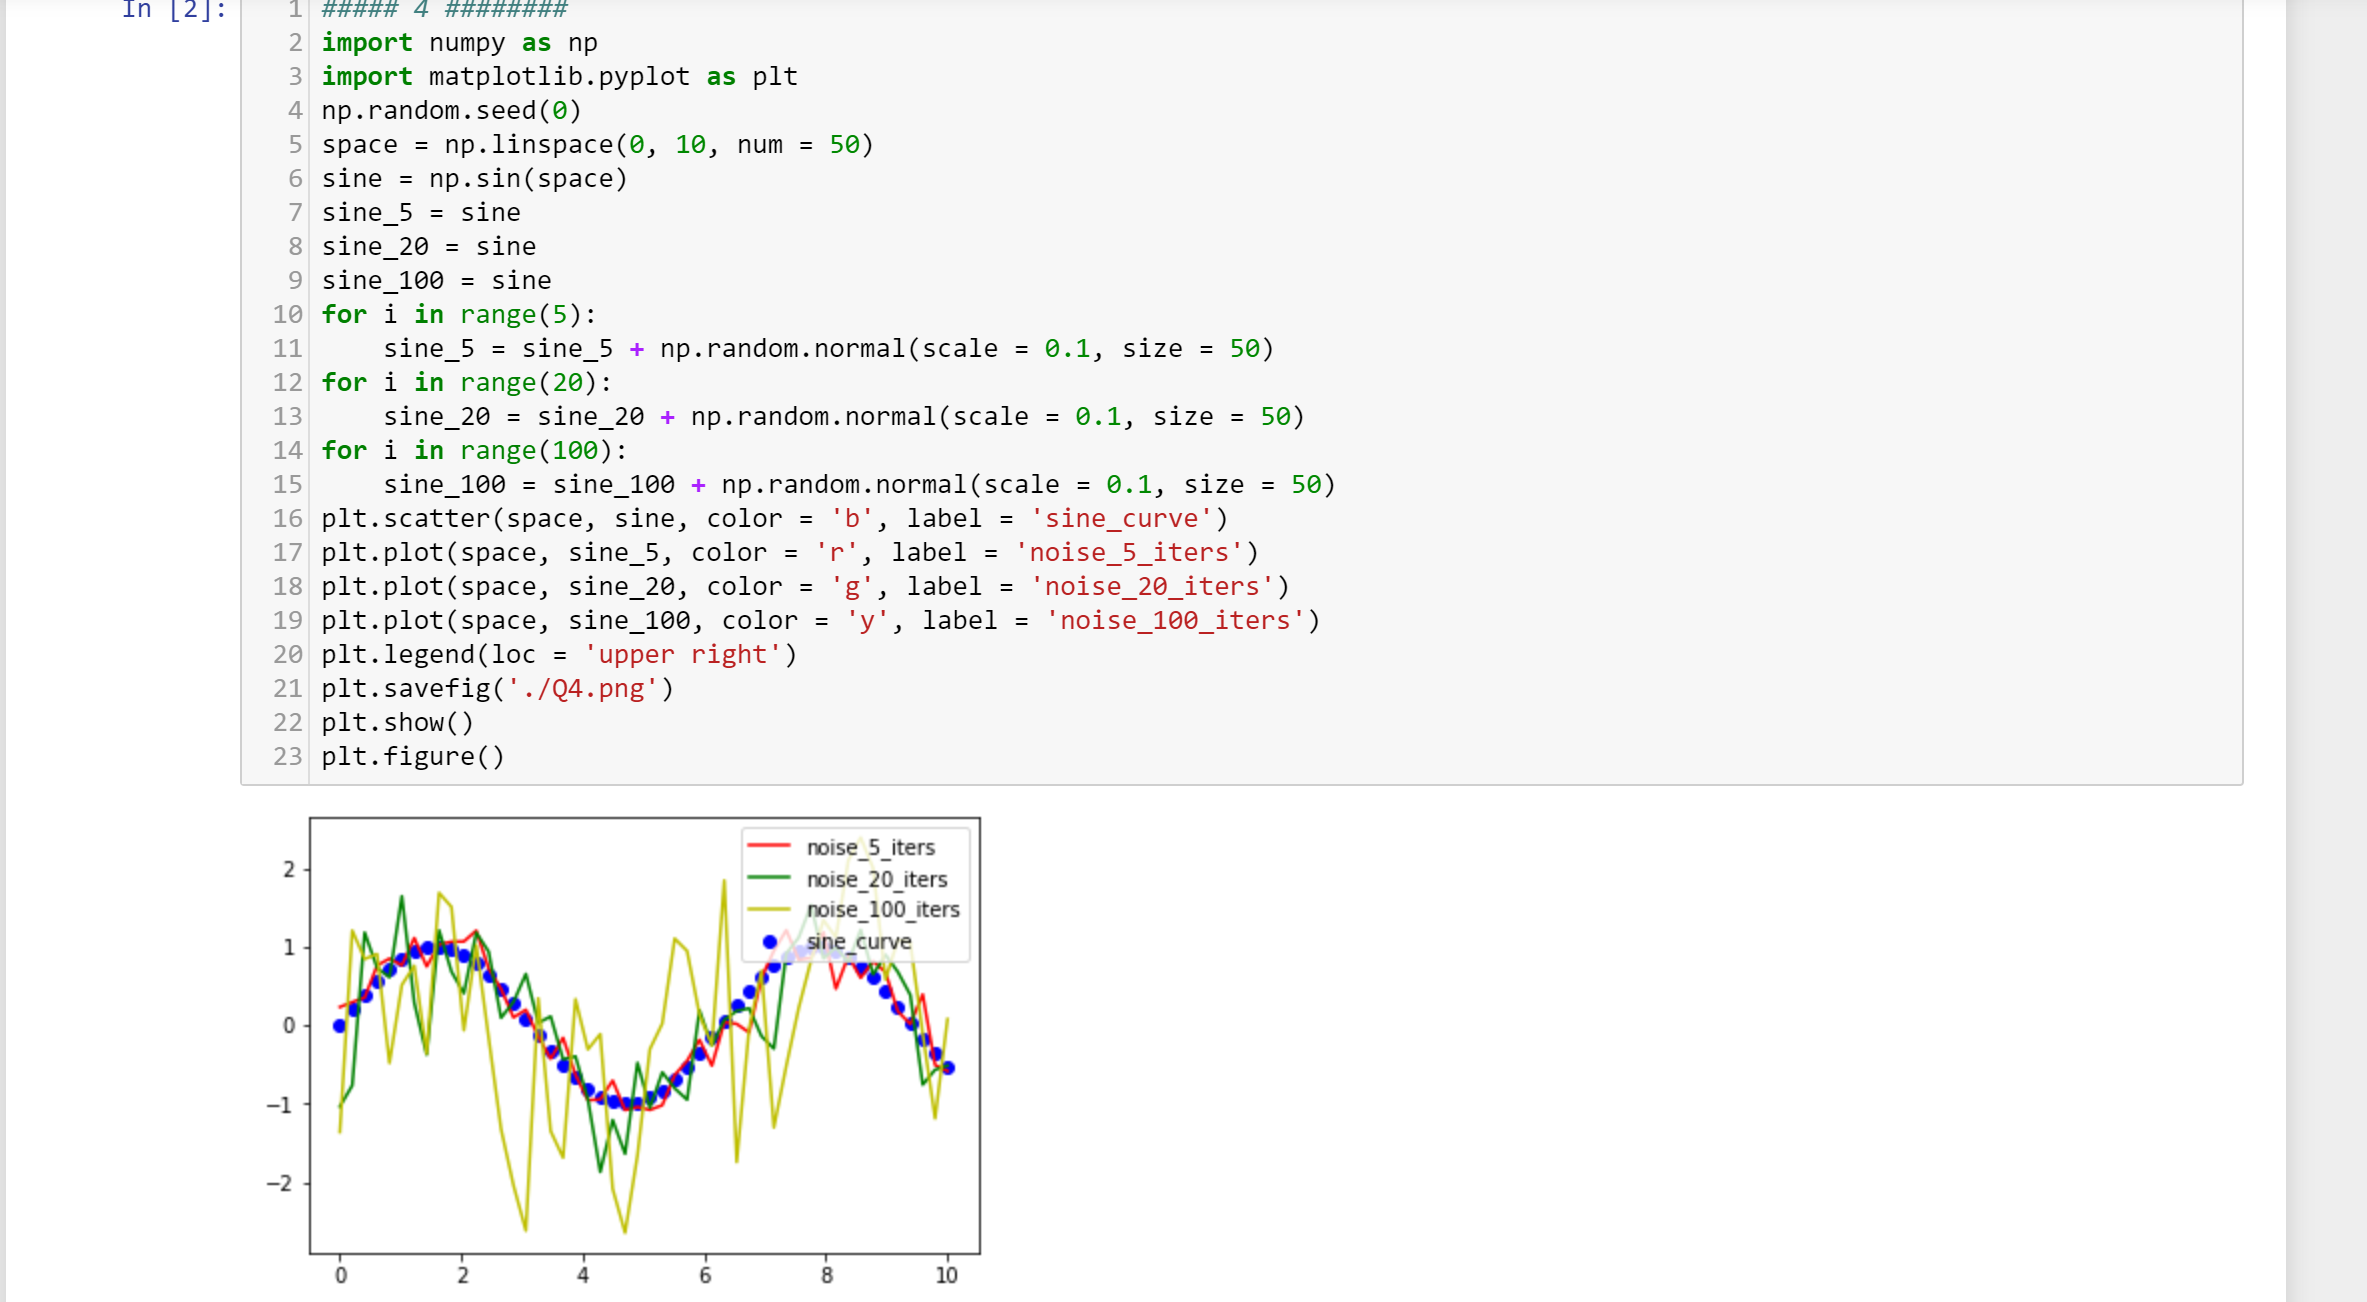 In [2]:
1 ##### 4 ########
2 import numpy as np
3 import matplotlib.pyplot as plt
4 np.random.seed(0)
5 space = np.linspace(0, 10, num = 50)
6 sine = np.sin(space)
7 sine_5 = sine
8 sine_20 = sine
9 sine_100 = sine
10 for i in range(5):
11     sine_5 = sine_5 + np.random.normal(scale = 0.1, size = 50)
12 for i in range(20):
13     sine_20 = sine_20 + np.random.normal(scale = 0.1, size = 50)
14 for i in range(100):
15     sine_100 = sine_100 + np.random.normal(scale = 0.1, size = 50)
16 plt.scatter(space, sine, color = 'b', label = 'sine_curve')
17 plt.plot(space, sine_5, color = 'r', label = 'noise_5_iters')
18 plt.plot(space, sine_20, color = 'g', label = 'noise_20_iters')
19 plt.plot(space, sine_100, color = 'y', label = 'noise_100_iters')
20 plt.legend(loc = 'upper right')
21 plt.savefig('./Q4.png')
22 plt.show()
23 plt.figure()
noise_5_iters
noise_20_iters
noise_100_iters
sine_curve
2
1
0
−1
−2
0 2 4 6 8 10